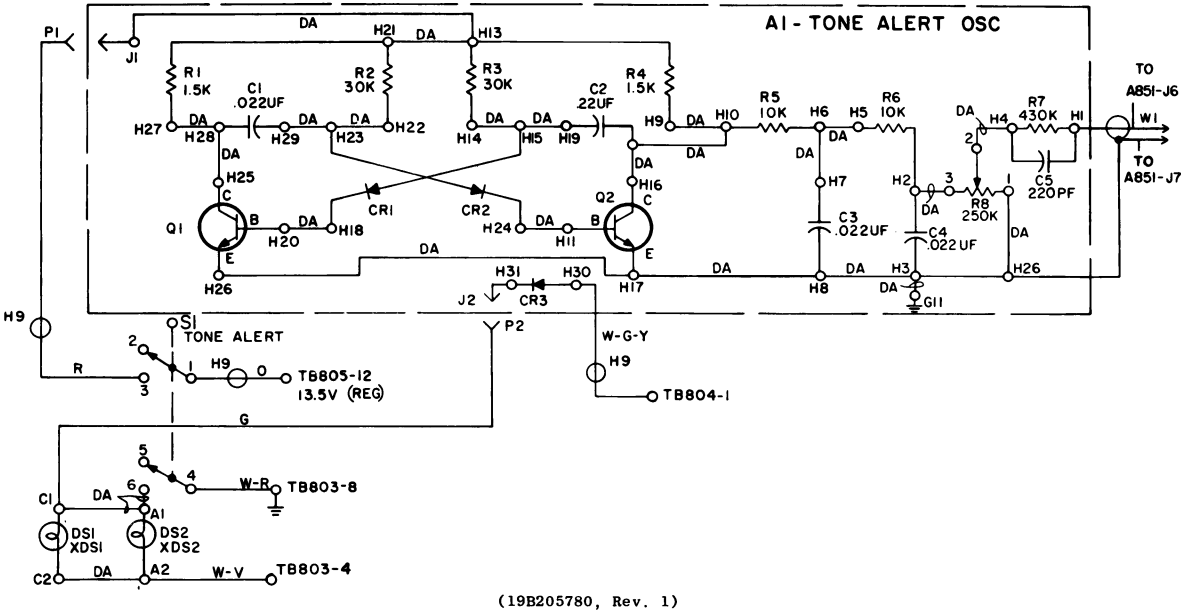 A1 - TONE ALERT OSC
P1
J1
DA
H21
DA
H13
R1
1.5K
C1
.022UF
R2
30K
R3
30K
C2
.22UF
R4
1.5K
H27
DA
H28
H29
DA
H23
DA
H22
H14
DA
H15
DA
H19
H9
DA
H10
DA
R5
10K
H6
DA
H5
R6
10K
DA
H4
R7
430K
H1
C5
220PF
TO
A851-J6
W1
TO
A851-J7
DA
H25
C
Q1
B
E
H20
DA
H18
CR1
CR2
H24
DA
H11
DA
H16
Q2
C
B
E
DA
H7
C3
.022UF
H2
DA
3
2
1
R8
250K
C4
.022UF
DA
H26
DA
H17
DA
H8
DA
H3
DA
G11
H26
J2
H31
CR3
H30
P2
W-G-Y
H9
TB804-1
H9
R
S1
TONE ALERT
2
3
1
H9
O
TB805-12
13.5V (REG)
G
5
6
4
W-R
TB803-8
C1
DA
A1
DS1
XDS1
DS2
XDS2
C2
DA
A2
W-V
TB803-4
(19B205780, Rev. 1)